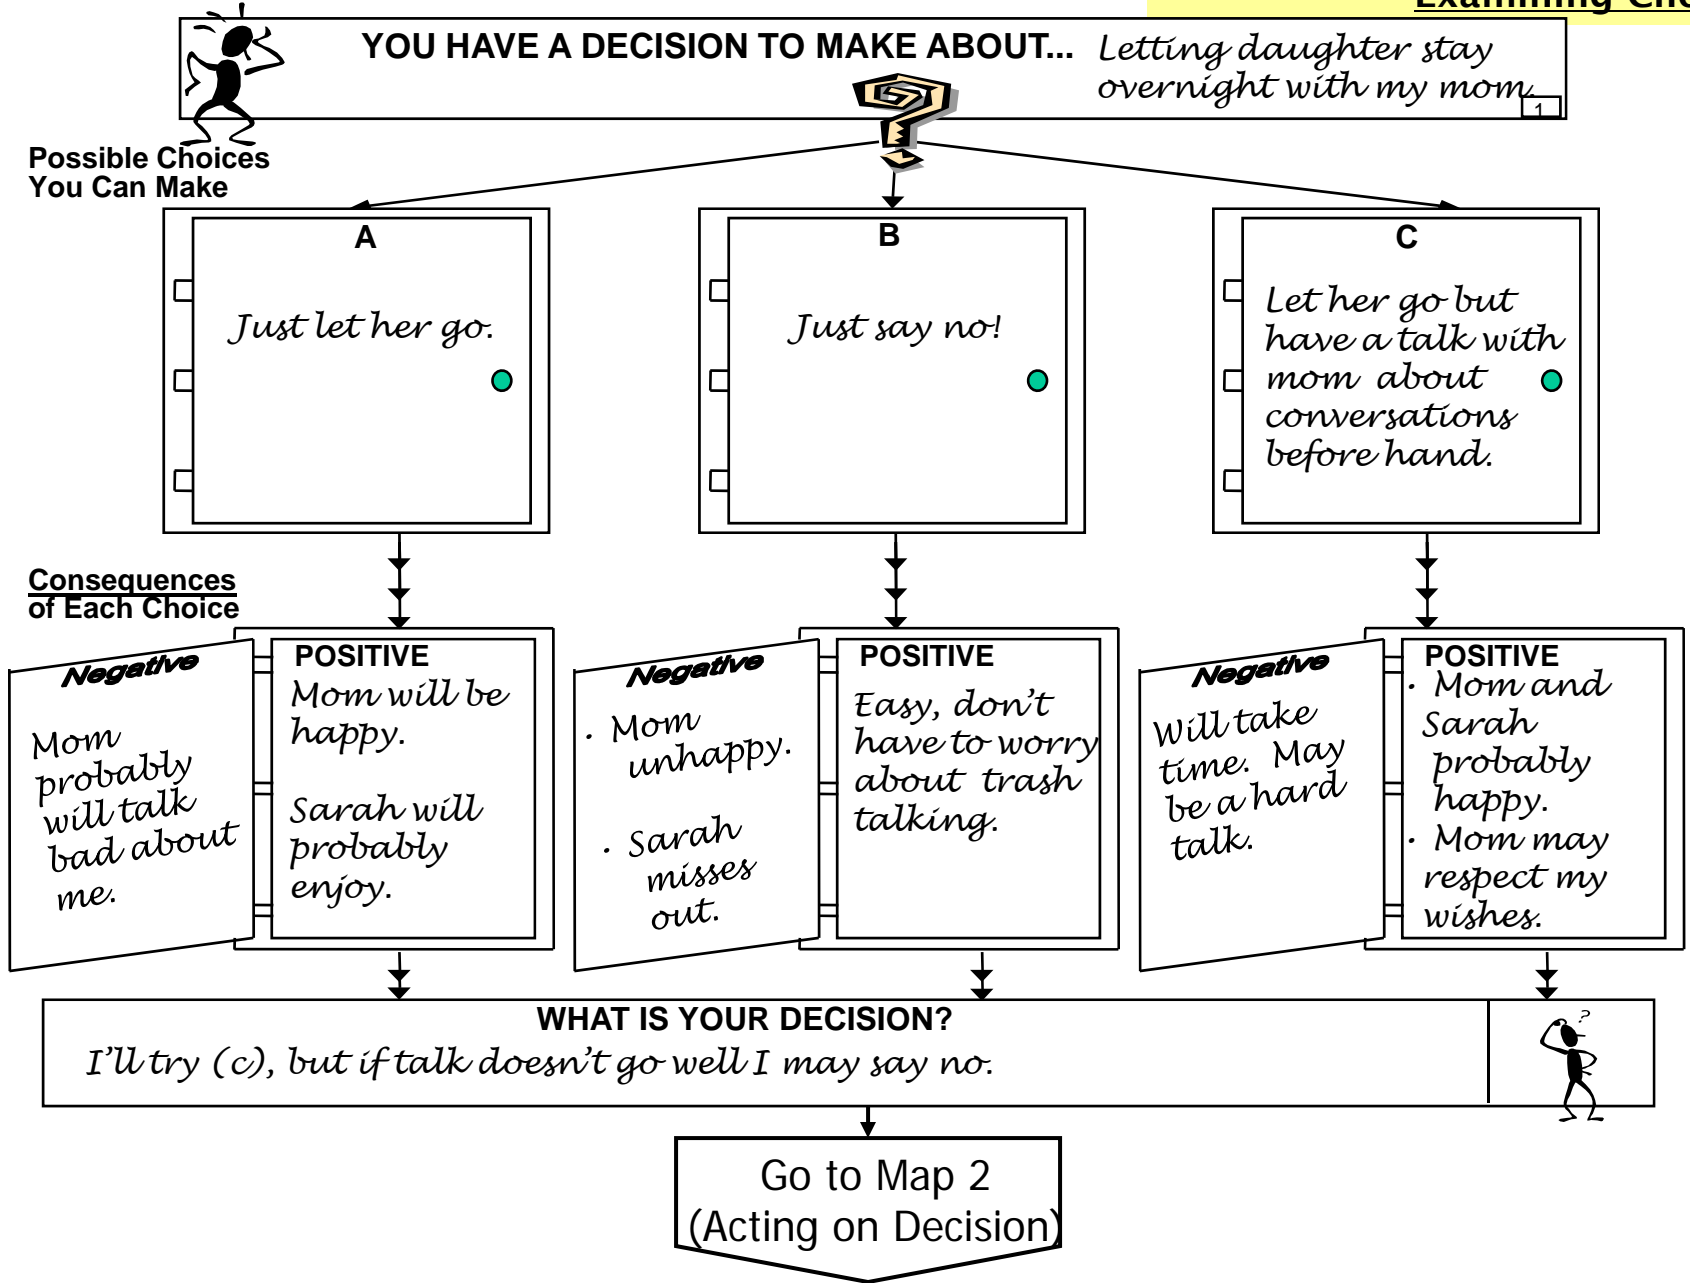 YOU HAVE A DECISION TO MAKE ABOUT...
Letting daughter stay
overnight with my mom.
1
Possible Choices
You Can Make
A
Just let her go.
B
Just say no!
C
Let her go but
have a talk with
mom about
conversations
before hand.
Consequences
of Each Choice
Negative
Mom
probably
will talk
bad about
me.
POSITIVE
Mom will be
happy.
Sarah will
probably
enjoy.
Negative
· Mom
unhappy.
· Sarah
misses
out.
POSITIVE
Easy, don't
have to worry
about trash
talking.
Negative
Will take
time. May
be a hard
talk.
POSITIVE
· Mom and
Sarah
probably
happy.
· Mom may
respect my
wishes.
WHAT IS YOUR DECISION?
I'll try (c), but if talk doesn't go well I may say no.
?
Go to Map 2
(Acting on Decision)